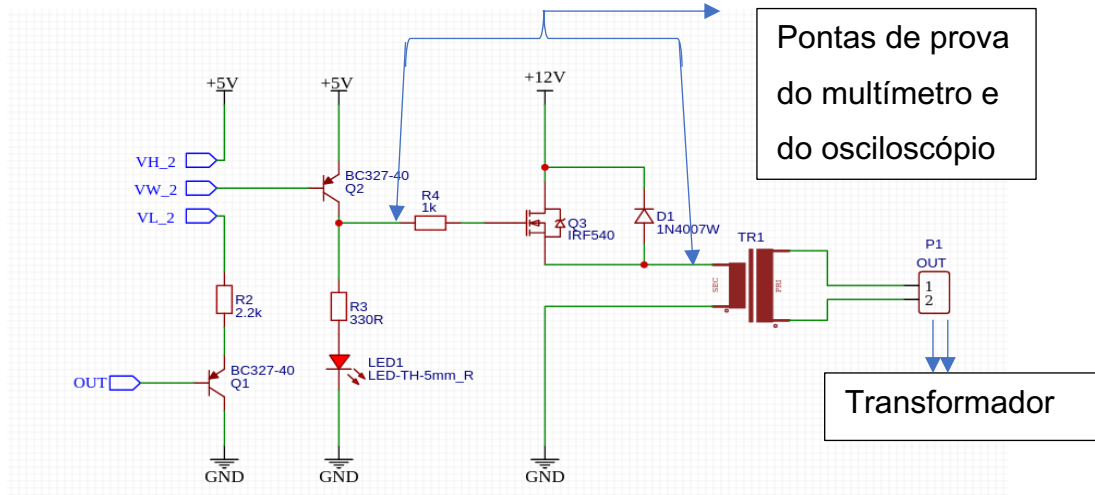 Pontas de prova
do multímetro e
do osciloscópio
+5V
+5V
+12V
VH_2
VW_2
VL_2
BC327-40
Q2
R4
1k
Q3
IRF540
D1
1N4007W
TR1
SEC
PRI
P1
OUT
1
2
R2
2.2k
R3
330R
OUT
BC327-40
Q1
LED1
LED-TH-5mm_R
Transformador
GND
GND
GND